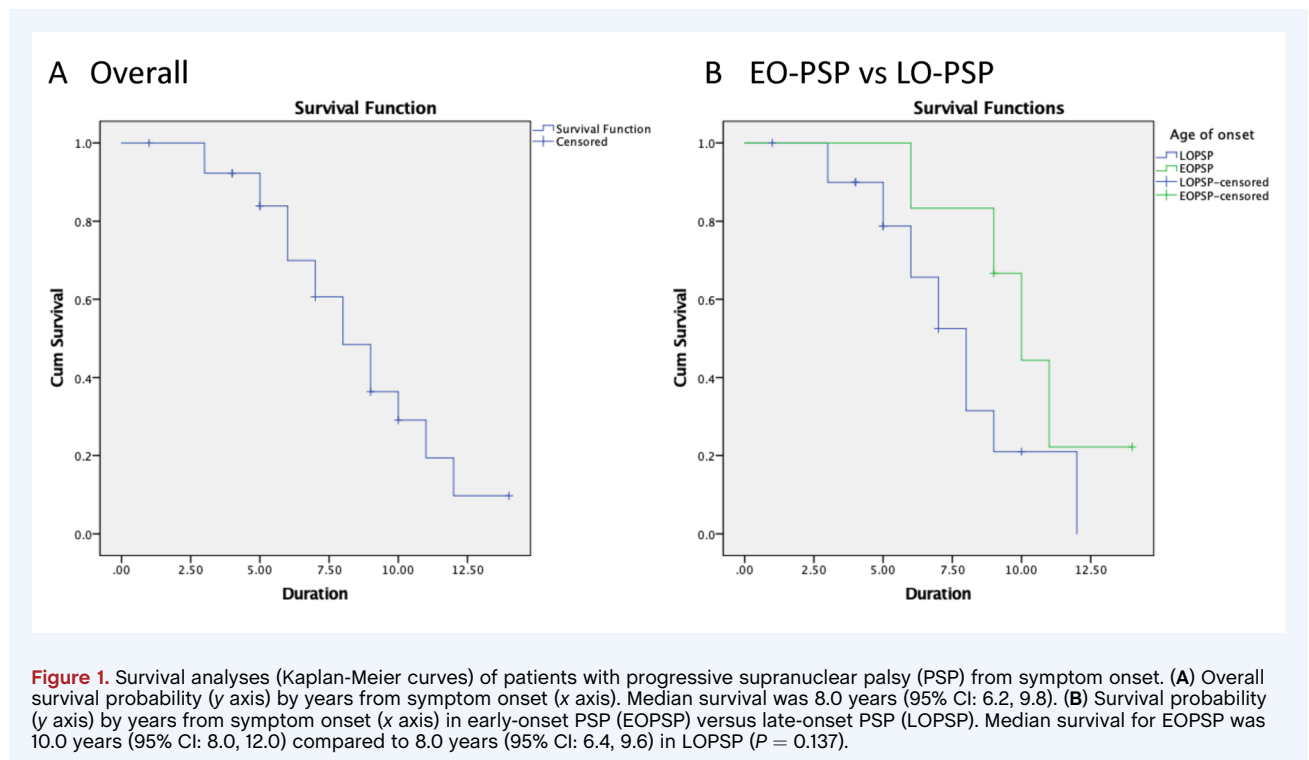 A Overall
Survival Function
Survival Function
Censored
1.0
0.8
0.6
0.4
0.2
0.0
Cum Survival
.00 2.50 5.00 7.50 10.00 12.50
Duration
B EO-PSP vs LO-PSP
Survival Functions
Age of onset
LOPSP
EOPSP
LOPSP-censored
EOPSP-censored
1.0
0.8
0.6
0.4
0.2
0.0
Cum Survival
.00 2.50 5.00 7.50 10.00 12.50
Duration
Figure 1. Survival analyses (Kaplan-Meier curves) of patients with progressive supranuclear palsy (PSP) from symptom onset. (A) Overall
survival probability (y axis) by years from symptom onset (x axis). Median survival was 8.0 years (95% CI: 6.2, 9.8). (B) Survival probability
(y axis) by years from symptom onset (x axis) in early-onset PSP (EOPSP) versus late-onset PSP (LOPSP). Median survival for EOPSP was
10.0 years (95% CI: 8.0, 12.0) compared to 8.0 years (95% CI: 6.4, 9.6) in LOPSP (P = 0.137).